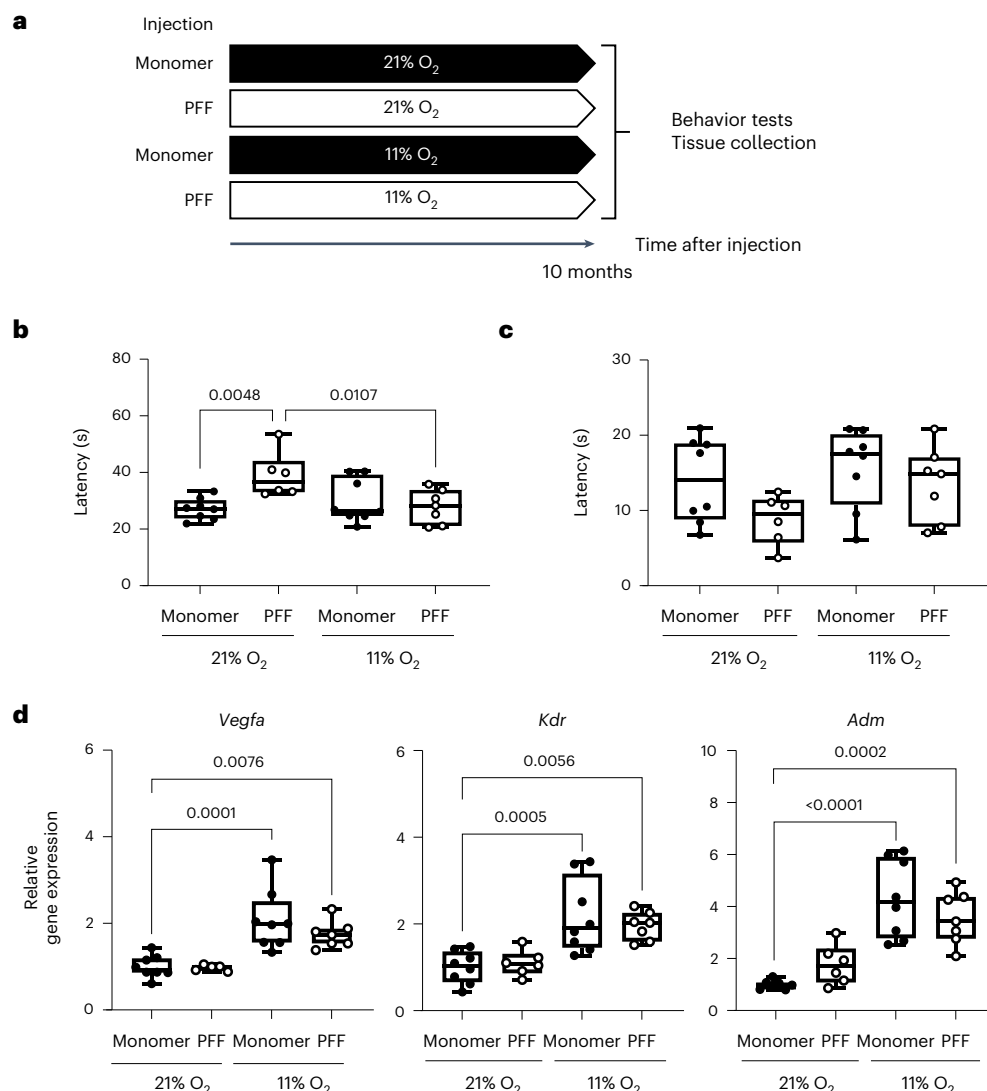 a
Injection
Monomer 21% O2
PFF 21% O2
Monomer 11% O2
PFF 11% O2
Behavior tests
Tissue collection
Time after injection
10 months
b
80
60
40
20
0
Latency (s)
0.0048 0.0107
Monomer PFF Monomer PFF
21% O2 11% O2
c
30
20
10
0
Latency (s)
Monomer PFF Monomer PFF
21% O2 11% O2
d
Relative
gene expression
Vegfa
6
4
2
0
0.0076
0.0001
Monomer PFF Monomer PFF
21% O2 11% O2
Kdr
6
4
2
0
0.0056
0.0005
Monomer PFF Monomer PFF
21% O2 11% O2
Adm
10
8
6
4
2
0
0.0002
<0.0001
Monomer PFF Monomer PFF
21% O2 11% O2